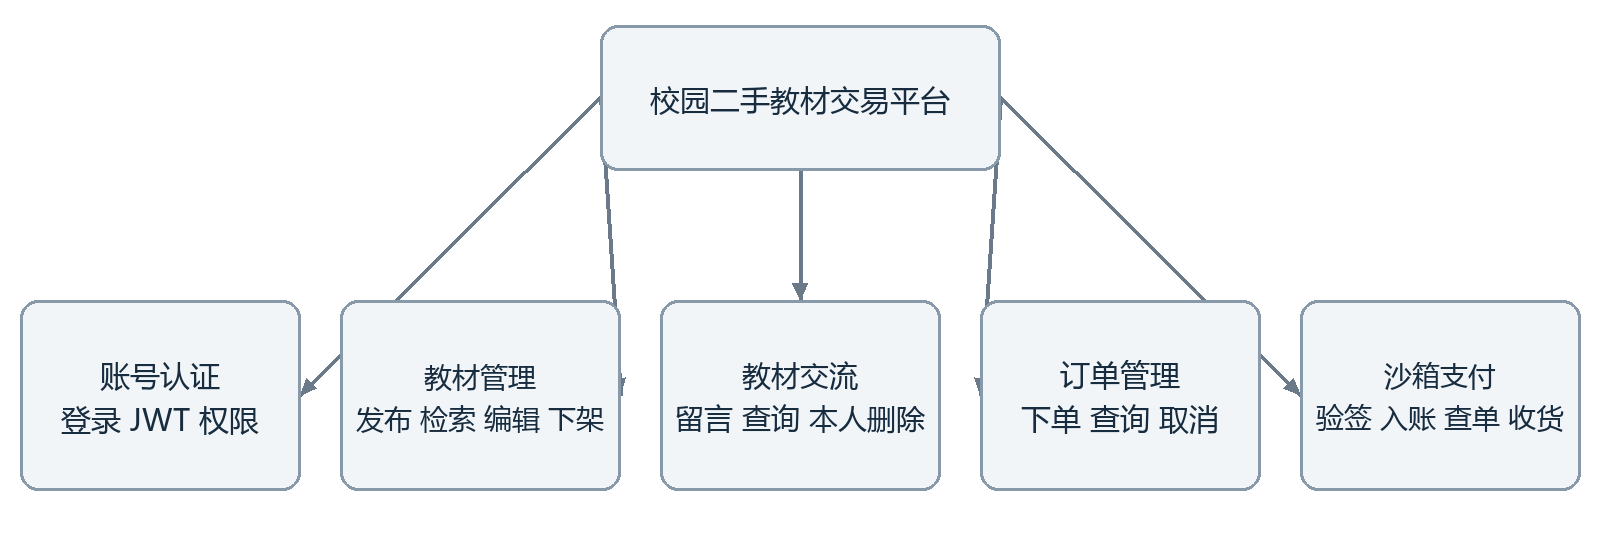 校园二手教材交易平台
账号认证
登录 JWT 权限
教材管理
发布 检索 编辑 下架
教材交流
留言 查询 本人删除
订单管理
下单 查询 取消
沙箱支付
验签 入账 查单 收货